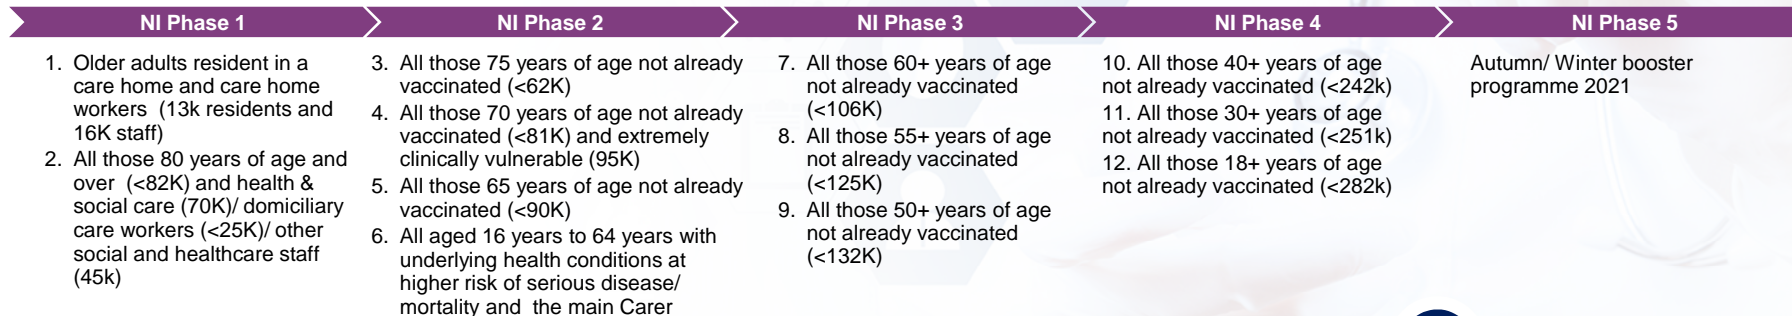 NI Phase 1
NI Phase 2
NI Phase 3
NI Phase 4
NI Phase 5
1. Older adults resident in a
care home and care home
workers (13k residents and
16K staff)
2. All those 80 years of age and
over (<82K) and health &
social care (70K)/ domiciliary
care workers (<25K)/ other
social and healthcare staff
(45k)
3. All those 75 years of age not already
vaccinated (<62K)
4. All those 70 years of age not already
vaccinated (<81K) and extremely
clinically vulnerable (95K)
5. All those 65 years of age not already
vaccinated (<90K)
6. All aged 16 years to 64 years with
underlying health conditions at
higher risk of serious disease/
mortality and the main Carer
7. All those 60+ years of age
not already vaccinated
(<106K)
8. All those 55+ years of age
not already vaccinated
(<125K)
9. All those 50+ years of age
not already vaccinated
(<132K)
10. All those 40+ years of age
not already vaccinated (<242k)
11. All those 30+ years of age
not already vaccinated (<251k)
12. All those 18+ years of age
not already vaccinated (<282k)
Autumn/ Winter booster
programme 2021